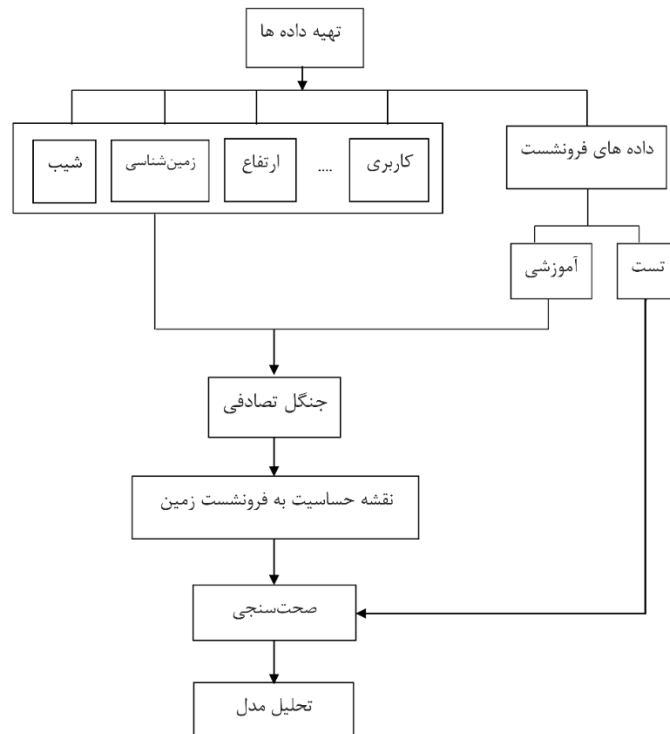 تهیه داده ها
داده های فرونشست
کاربری
....
ارتفاع
زمین‌شناسی
شیب
تست
آموزشی
جنگل تصادفی
نقشه حساسیت به فرونشست زمین
صحت‌سنجی
تحلیل مدل